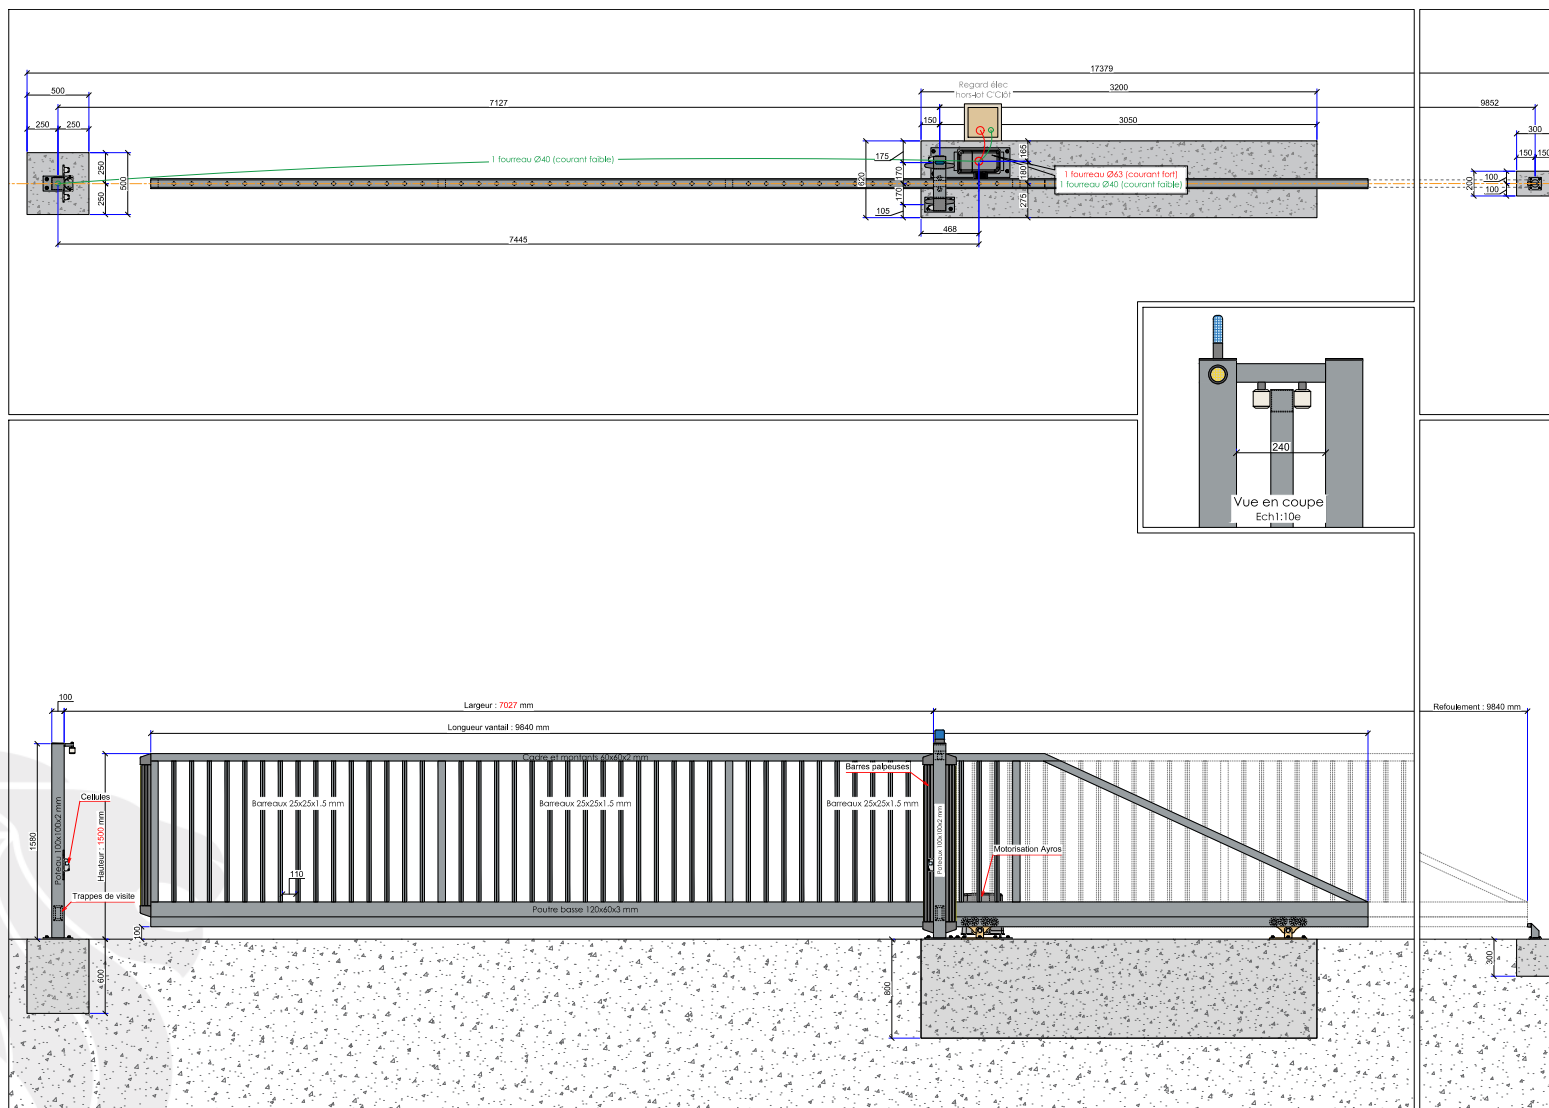 17379
500
Regard élec
hors-lot C'Clôt
3200
7127
9852
250
250
150
3050
300
175
165
150
150
1 fourreau Ø40 (courant faible)
250
500
250
620
170
170
105
180
275
1 fourreau Ø63 (courant fort)
1 fourreau Ø40 (courant faible)
200
100
100
468
7445
240
Vue en coupe
Ech1:10e
100
Largeur : 7027 mm
Refoulement : 9840 mm
Longueur vantail : 9840 mm
Cadre et montants 60x60x2 mm
Barres palpeuses
Cellules
Barreaux 25x25x1.5 mm
Barreaux 25x25x1.5 mm
Barreaux 25x25x1.5 mm
1580
Poteau 100x100x2 mm
Hauteur : 1500 mm
Poteaux 100x100x2 mm
Motorisation Ayros
110
Trappes de visite
Poutre basse 120x60x3 mm
100
600
800
300